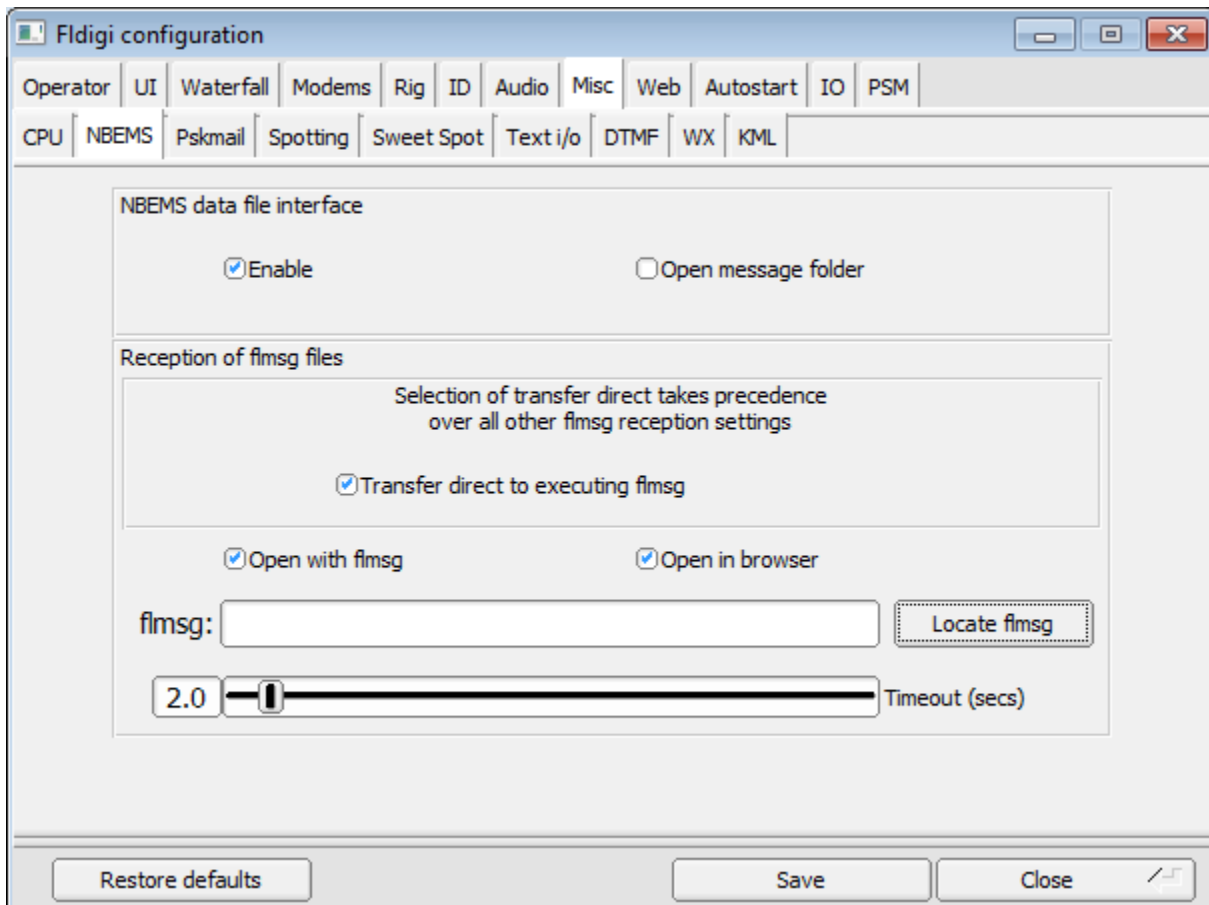 Fldigi configuration
Operator UI Waterfall Modems Rig ID Audio Misc Web Autostart IO PSM
CPU NBEMS Pskmail Spotting Sweet Spot Text i/o DTMF WX KML
NBEMS data file interface
Enable Open message folder
Reception of flmsg files
Selection of transfer direct takes precedence
over all other flmsg reception settings
Transfer direct to executing flmsg
Open with flmsg Open in browser
flmsg: Locate flmsg
2.0 Timeout (secs)
Restore defaults Save Close